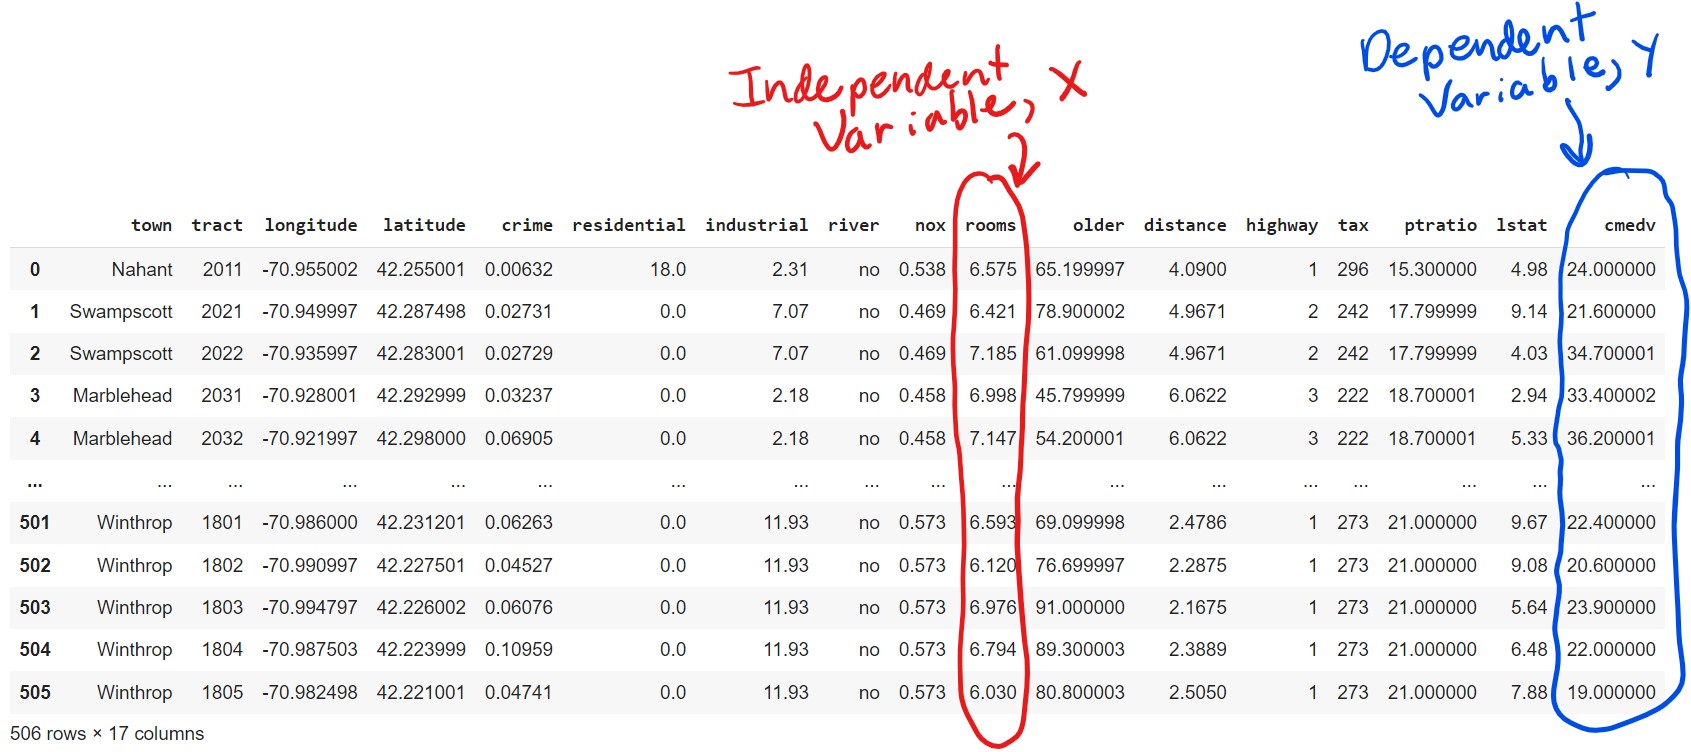 Independent
Variable, X
Dependent
Variable, Y
town tract longitude latitude crime residential industrial river nox rooms older distance highway tax ptratio lstat cmedv
0 Nahant 2011 -70.955002 42.255001 0.00632 18.0 2.31 no 0.538 6.575 65.199997 4.0900 1 296 15.300000 4.98 24.000000
1 Swampscott 2021 -70.949997 42.287498 0.02731 0.0 7.07 no 0.469 6.421 78.900002 4.9671 2 242 17.799999 9.14 21.600000
2 Swampscott 2022 -70.935997 42.283001 0.02729 0.0 7.07 no 0.469 7.185 61.099998 4.9671 2 242 17.799999 4.03 34.700001
3 Marblehead 2031 -70.928001 42.292999 0.03237 0.0 2.18 no 0.458 6.998 45.799999 6.0622 3 222 18.700001 2.94 33.400002
4 Marblehead 2032 -70.921997 42.298000 0.06905 0.0 2.18 no 0.458 7.147 54.200001 6.0622 3 222 18.700001 5.33 36.200001
... ... ... ... ... ... ... ... ... ... ... ... ... ... ... ... ... ...
501 Winthrop 1801 -70.986000 42.231201 0.06263 0.0 11.93 no 0.573 6.593 69.099998 2.4786 1 273 21.000000 9.67 22.400000
502 Winthrop 1802 -70.990997 42.227501 0.04527 0.0 11.93 no 0.573 6.120 76.699997 2.2875 1 273 21.000000 9.08 20.600000
503 Winthrop 1803 -70.994797 42.226002 0.06076 0.0 11.93 no 0.573 6.976 91.000000 2.1675 1 273 21.000000 5.64 23.900000
504 Winthrop 1804 -70.987503 42.223999 0.10959 0.0 11.93 no 0.573 6.794 89.300003 2.3889 1 273 21.000000 6.48 22.000000
505 Winthrop 1805 -70.982498 42.221001 0.04741 0.0 11.93 no 0.573 6.030 80.800003 2.5050 1 273 21.000000 7.88 19.000000
506 rows × 17 columns